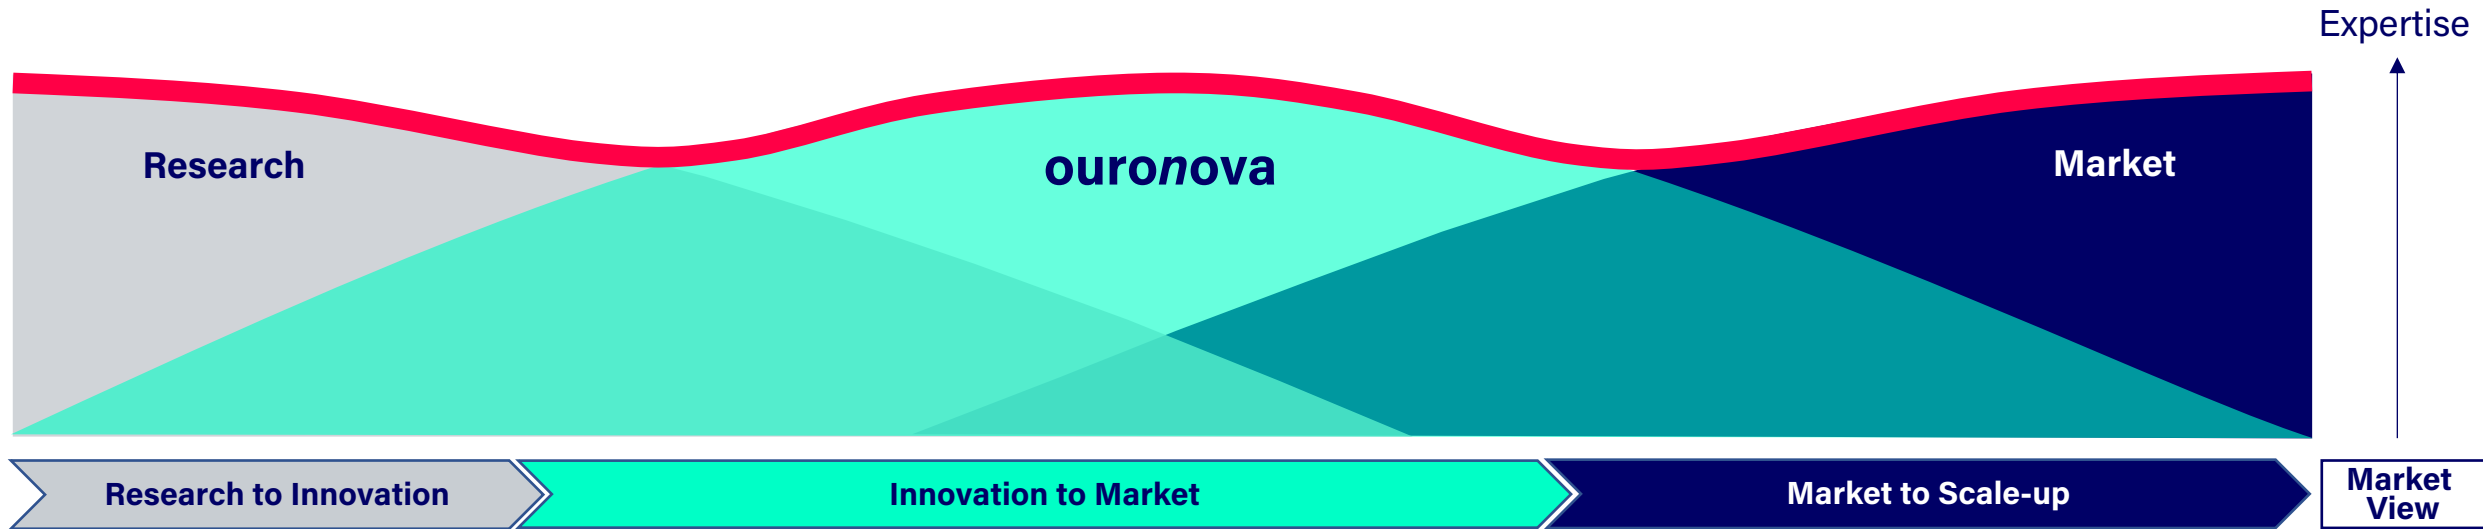 Expertise
Research
ouronova
Market
Research to Innovation
Innovation to Market
Market to Scale-up
Market
View